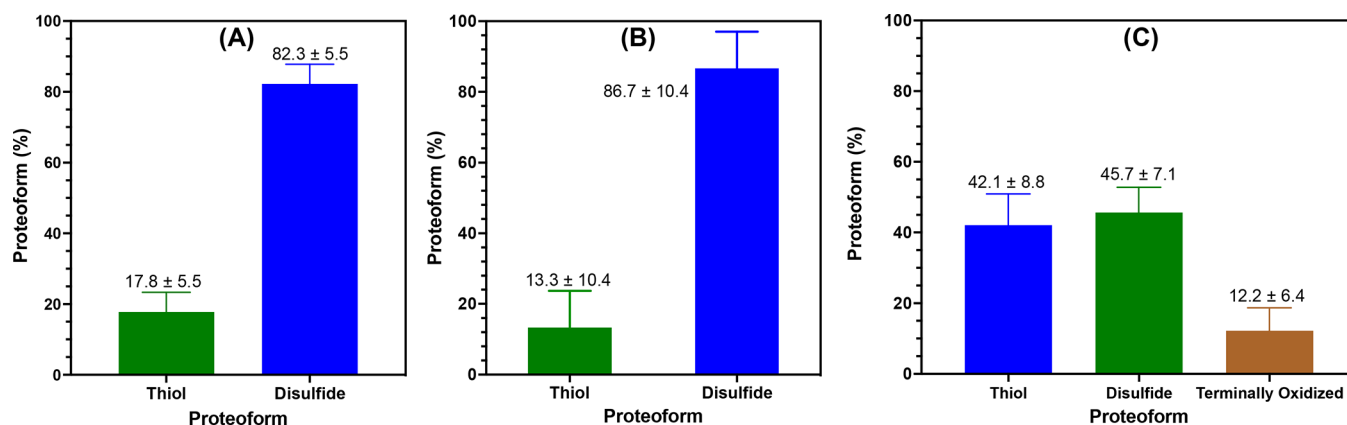 (A)
Proteoform (%)
100
80
60
40
20
0
17.8 ± 5.5
82.3 ± 5.5
Thiol
Disulfide
Proteoform
(B)
Proteoform (%)
100
80
60
40
20
0
13.3 ± 10.4
86.7 ± 10.4
Thiol
Disulfide
Proteoform
(C)
Proteoform (%)
100
80
60
40
20
0
42.1 ± 8.8
45.7 ± 7.1
12.2 ± 6.4
Thiol
Disulfide
Terminally Oxidized
Proteoform